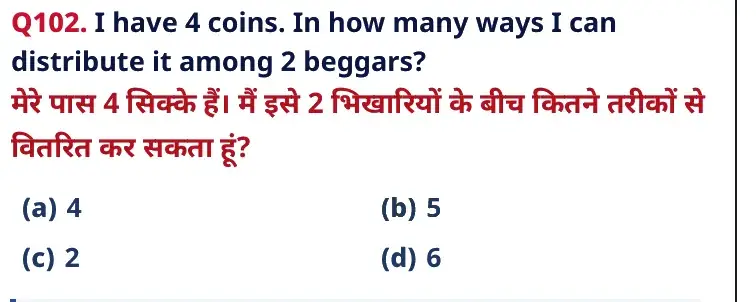 Q102. I have 4 coins. In how many ways I can
distribute it among 2 beggars?
मेरे पास 4 सिक्के हैं। मैं इसे 2 भिखारियों के बीच कितने तरीकों से
वितरित कर सकता हूं?
(a) 4 (b) 5
(c) 2 (d) 6